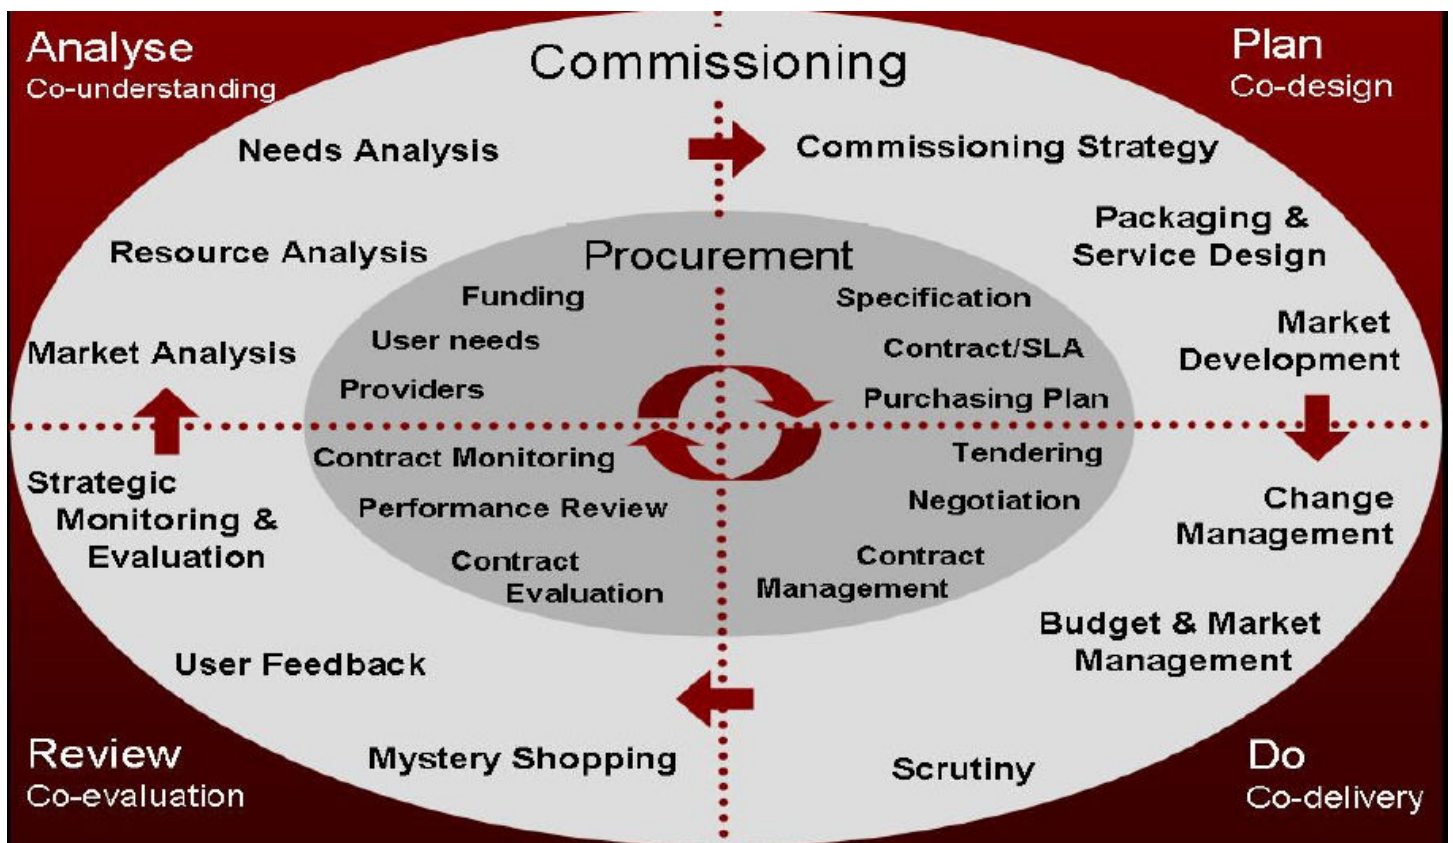 Analyse
Co-understanding
Commissioning
Plan
Co-design
Needs Analysis
Commissioning Strategy
Resource Analysis
Packaging &
Service Design
Market Analysis
Market
Development
Procurement
Funding
Specification
User needs
Contract/SLA
Providers
Purchasing Plan
Contract Monitoring
Tendering
Performance Review
Negotiation
Contract
Evaluation
Contract
Management
Strategic
Monitoring &
Evaluation
Change
Management
User Feedback
Budget & Market
Management
Mystery Shopping
Scrutiny
Review
Co-evaluation
Do
Co-delivery